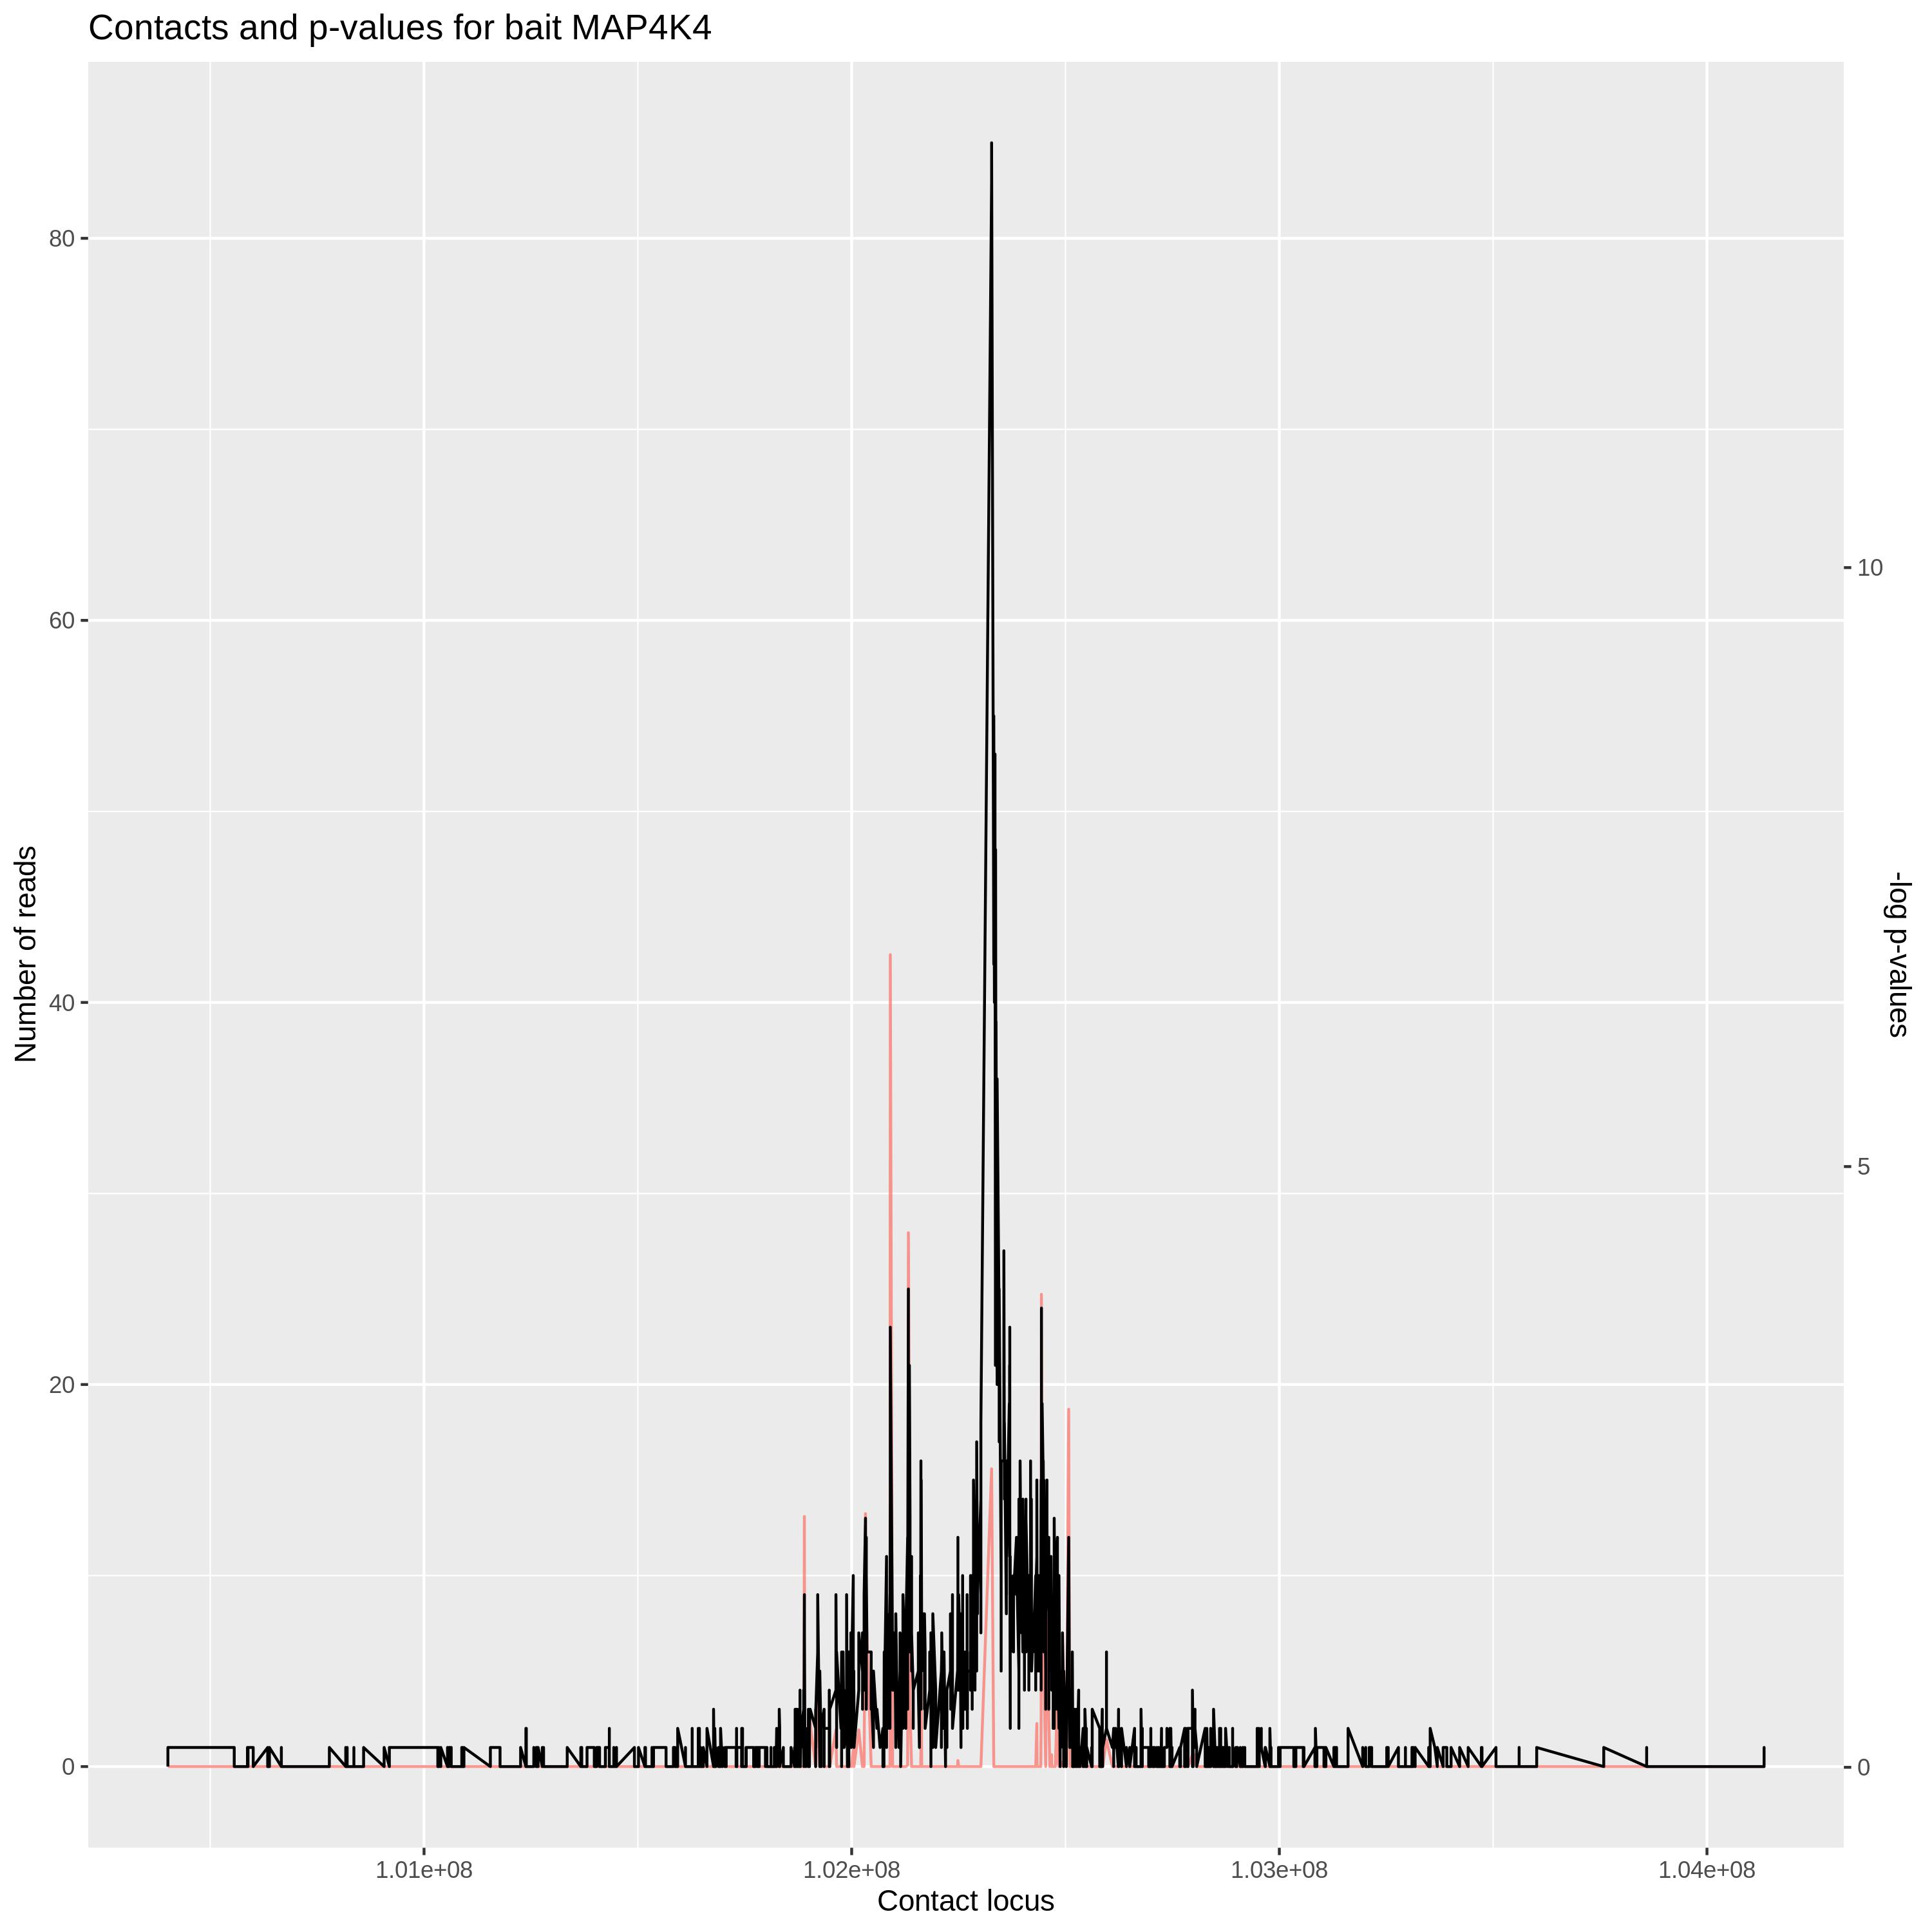 Contacts and p-values for bait MAP4K4
Number of reads
80
60
40
20
0
10
5
0
-log p-values
1.01e+08
1.02e+08
1.03e+08
1.04e+08
Contact locus